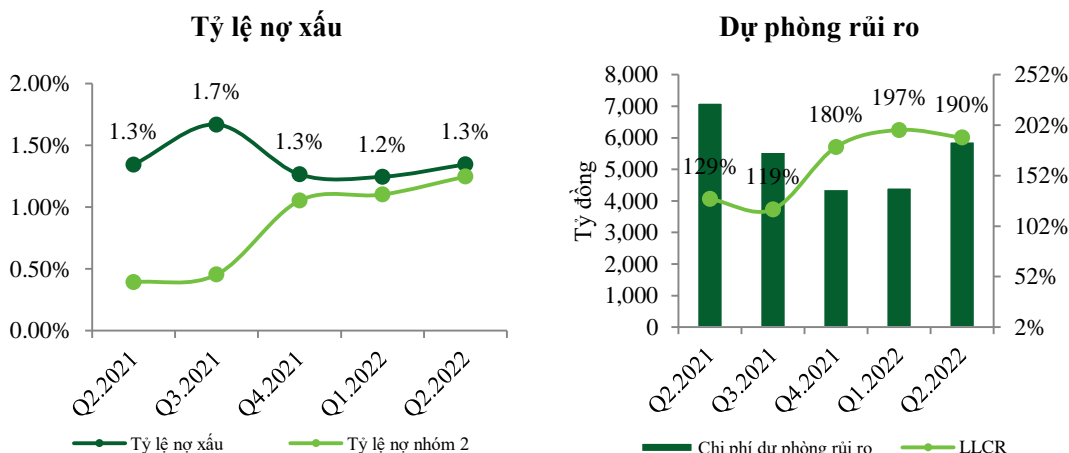 Tỷ lệ nợ xấu
2.00%
1.50%
1.00%
0.50%
0.00%
1.3%
1.7%
1.3%
1.2%
1.3%
Q2.2021
Q3.2021
Q4.2021
Q1.2022
Q2.2022
Tỷ lệ nợ xấu
Tỷ lệ nợ nhóm 2
Dự phòng rủi ro
Tỷ đồng
8,000
7,000
6,000
5,000
4,000
3,000
2,000
1,000
0
129%
119%
180%
197%
190%
252%
202%
152%
102%
52%
2%
Q2.2021
Q3.2021
Q4.2021
Q1.2022
Q2.2022
Chi phí dự phòng rủi ro
LLCR